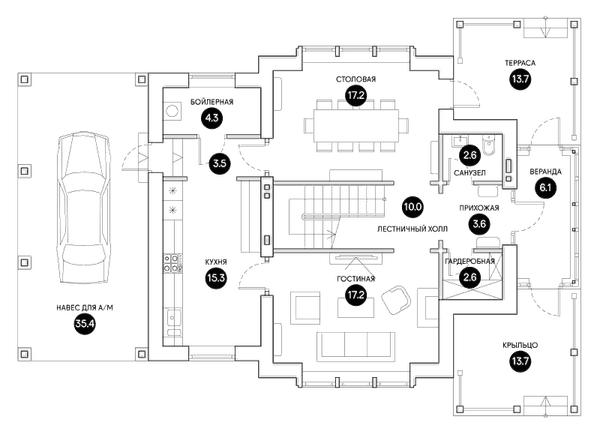 ТЕРРАСА
13.7
СТОЛОВАЯ
17.2
БОЙЛЕРНАЯ
4.3
3.5
2.6
САНУЗЕЛ
ВЕРАНДА
6.1
10.0
ЛЕСТНИЧНЫЙ ХОЛЛ
ПРИХОЖАЯ
3.6
КУХНЯ
15.3
ГОСТИНАЯ
17.2
ГАРДЕРОБНАЯ
2.6
НАВЕС ДЛЯ А/М
35.4
КРЫЛЬЦО
13.7